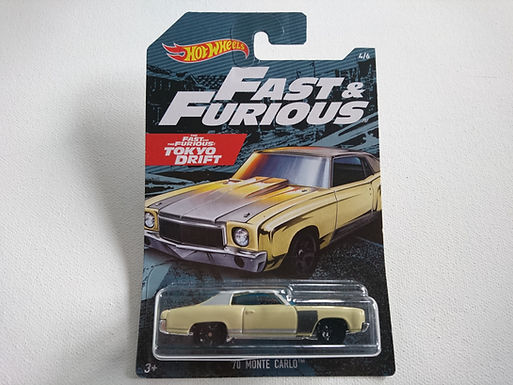 Hot Wheels
4/6
FAST &
FURIOUS
THE FAST AND THE FURIOUS:
TOKYO
DRIFT
'70 MONTE CARLO™
3+